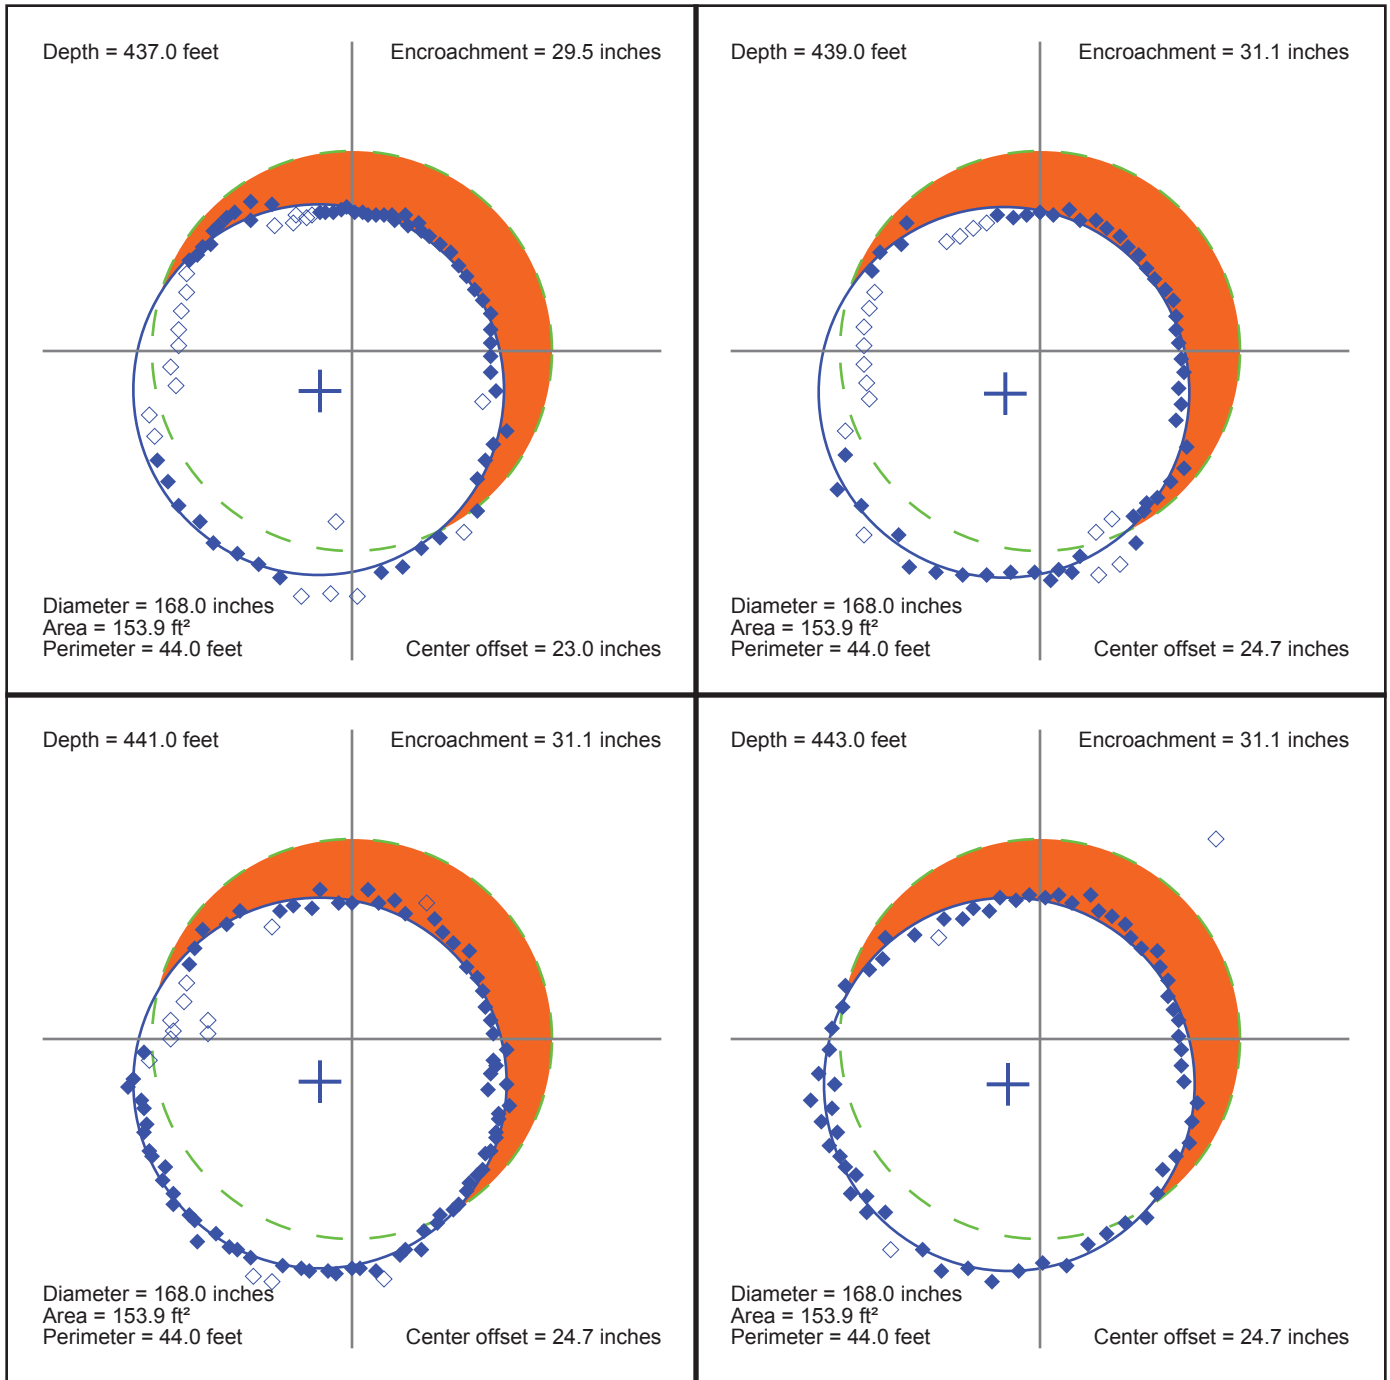 Depth = 437.0 feet
Encroachment = 29.5 inches
Diameter = 168.0 inches
Area = 153.9 ft²
Perimeter = 44.0 feet
Center offset = 23.0 inches
Depth = 439.0 feet
Encroachment = 31.1 inches
Diameter = 168.0 inches
Area = 153.9 ft²
Perimeter = 44.0 feet
Center offset = 24.7 inches
Depth = 441.0 feet
Encroachment = 31.1 inches
Diameter = 168.0 inches
Area = 153.9 ft²
Perimeter = 44.0 feet
Center offset = 24.7 inches
Depth = 443.0 feet
Encroachment = 31.1 inches
Diameter = 168.0 inches
Area = 153.9 ft²
Perimeter = 44.0 feet
Center offset = 24.7 inches